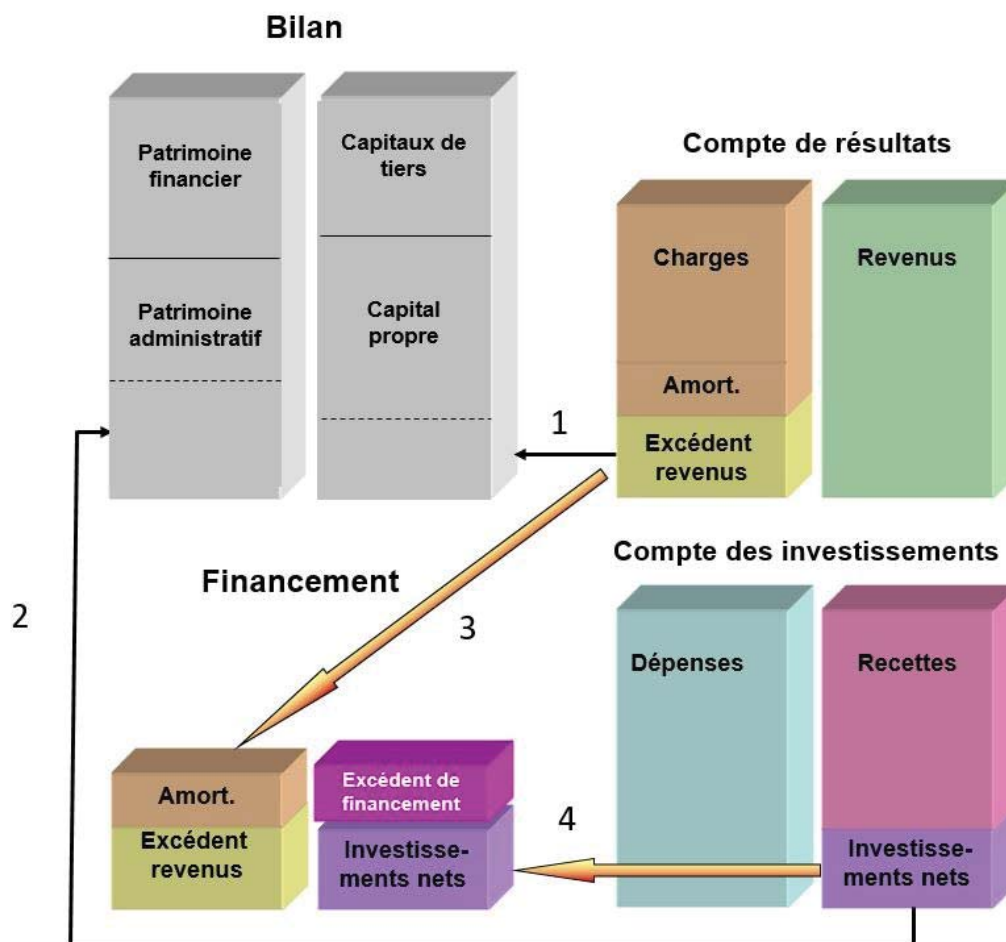 Bilan
Patrimoine
financier
Patrimoine
administratif
Capitaux de
tiers
Capital
propre
Compte de résultats
Charges
Amort.
Excédent
revenus
Revenus
1
Financement
2
3
Compte des investissements
Dépenses
Recettes
Investisse-
ments nets
4
Amort.
Excédent
revenus
Excédent de
financement
Investisse-
ments nets